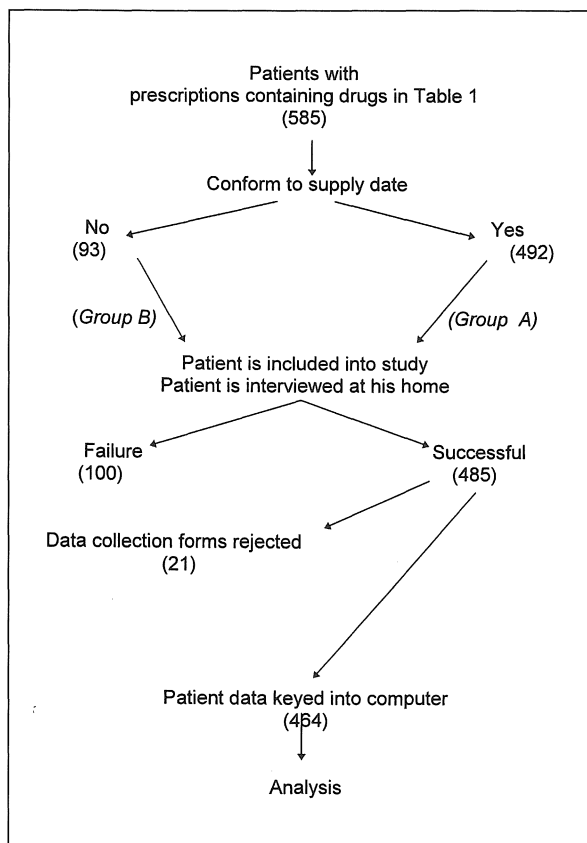 Patients with
prescriptions containing drugs in Table 1
(585)
Conform to supply date
No
(93)
Yes
(492)
(Group B)
(Group A)
Patient is included into study
Patient is interviewed at his home
Failure
(100)
Successful
(485)
Data collection forms rejected
(21)
Patient data keyed into computer
(464)
Analysis